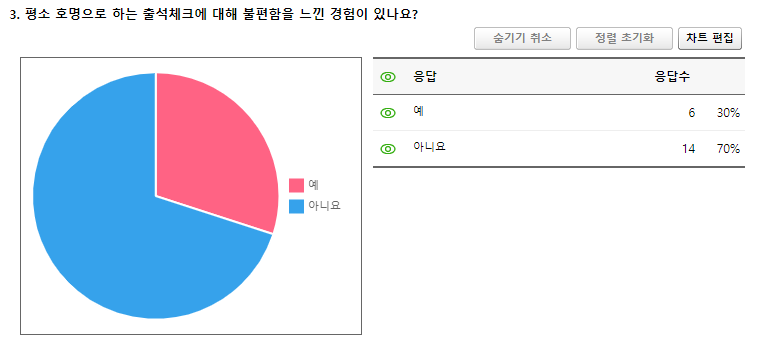 3. 평소 호명으로 하는 출석체크에 대해 불편함을 느낀 경험이 있나요?
숨기기 취소 정렬 초기화 차트 편집
응답 응답수
예 6 30%
아니요 14 70%
예
아니요